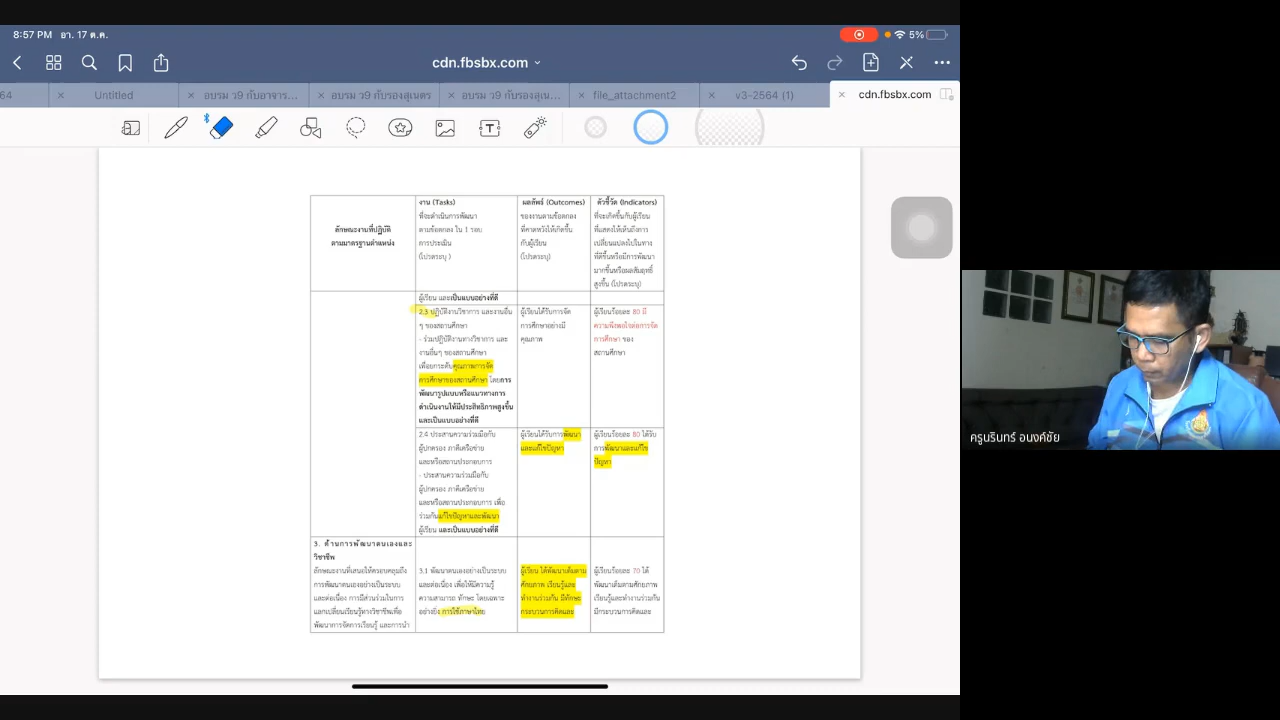 8:57 PM อา. 17 ต.ค.
5%
cdn.fbsbx.com
64
Untitled
อบรม ว9 กับอาจาร...
อบรม ว9 กับรองสุเนตร
อบรม ว9 กับรองสุเน...
file_attachment2
v3-2564 (1)
cdn.fbsbx.com
ลักษณะงานที่ปฏิบัติ
ตามมาตรฐานตำแหน่ง
งาน (Tasks)
ที่จะดำเนินการพัฒนา
ตามข้อตกลง ใน 1 รอบ
การประเมิน
(โปรดระบุ )
ผลลัพธ์ (Outcomes)
ของงานตามข้อตกลง
ที่คาดหวังให้เกิดขึ้น
กับผู้เรียน
(โปรดระบุ)
ตัวชี้วัด (Indicators)
ที่จะเกิดขึ้นกับผู้เรียน
ที่แสดงให้เห็นถึงการ
เปลี่ยนแปลงไปในทาง
ที่ดีขึ้นหรือมีการพัฒนา
มากขึ้นหรือผลสัมฤทธิ์
สูงขึ้น (โปรดระบุ)
ผู้เรียน และเป็นแบบอย่างที่ดี
2.3 ปฏิบัติงานวิชาการ และงานอื่น
ๆ ของสถานศึกษา
- ร่วมปฏิบัติงานทางวิชาการ และ
งานอื่นๆ ของสถานศึกษา
เพื่อยกระดับคุณภาพการจัด
การศึกษาของสถานศึกษา โดยการ
พัฒนารูปแบบหรือแนวทางการ
ดำเนินงานให้มีประสิทธิภาพสูงขึ้น
และเป็นแบบอย่างที่ดี
ผู้เรียนได้รับการจัด
การศึกษาอย่างมี
คุณภาพ
ผู้เรียนร้อยละ 80 มี
ความพึงพอใจต่อการจัด
การศึกษา ของ
สถานศึกษา
2.4 ประสานความร่วมมือกับ
ผู้ปกครอง ภาคีเครือข่าย
และหรือสถานประกอบการ
- ประสานความร่วมมือกับ
ผู้ปกครอง ภาคีเครือข่าย
และหรือสถานประกอบการ เพื่อ
ร่วมกันแก้ไขปัญหาและพัฒนา
ผู้เรียน และเป็นแบบอย่างที่ดี
ผู้เรียนได้รับการพัฒนา
และแก้ไขปัญหา
ผู้เรียนร้อยละ 80 ได้รับ
การพัฒนาและแก้ไข
ปัญหา
3. ด้านการพัฒนาตนเองและ
วิชาชีพ
ลักษณะงานที่เสนอให้ครอบคลุมถึง
การพัฒนาตนเองอย่างเป็นระบบ
และต่อเนื่อง การมีส่วนร่วมในการ
แลกเปลี่ยนเรียนรู้ทางวิชาชีพเพื่อ
พัฒนาการจัดการเรียนรู้ และการนำ
3.1 พัฒนาตนเองอย่างเป็นระบบ
และต่อเนื่อง เพื่อให้มีความรู้
ความสามารถ ทักษะ โดยเฉพาะ
อย่างยิ่ง การใช้ภาษาไทย
ผู้เรียน ได้พัฒนาเต็มตาม
ศักยภาพ เรียนรู้และ
ทำงานร่วมกัน มีทักษะ
กระบวนการคิดและ
ผู้เรียนร้อยละ 70 ได้
พัฒนาเต็มตามศักยภาพ
เรียนรู้และทำงานร่วมกัน
มีกระบวนการคิดและ
ครูนรินทร์ อนงค์ชัย